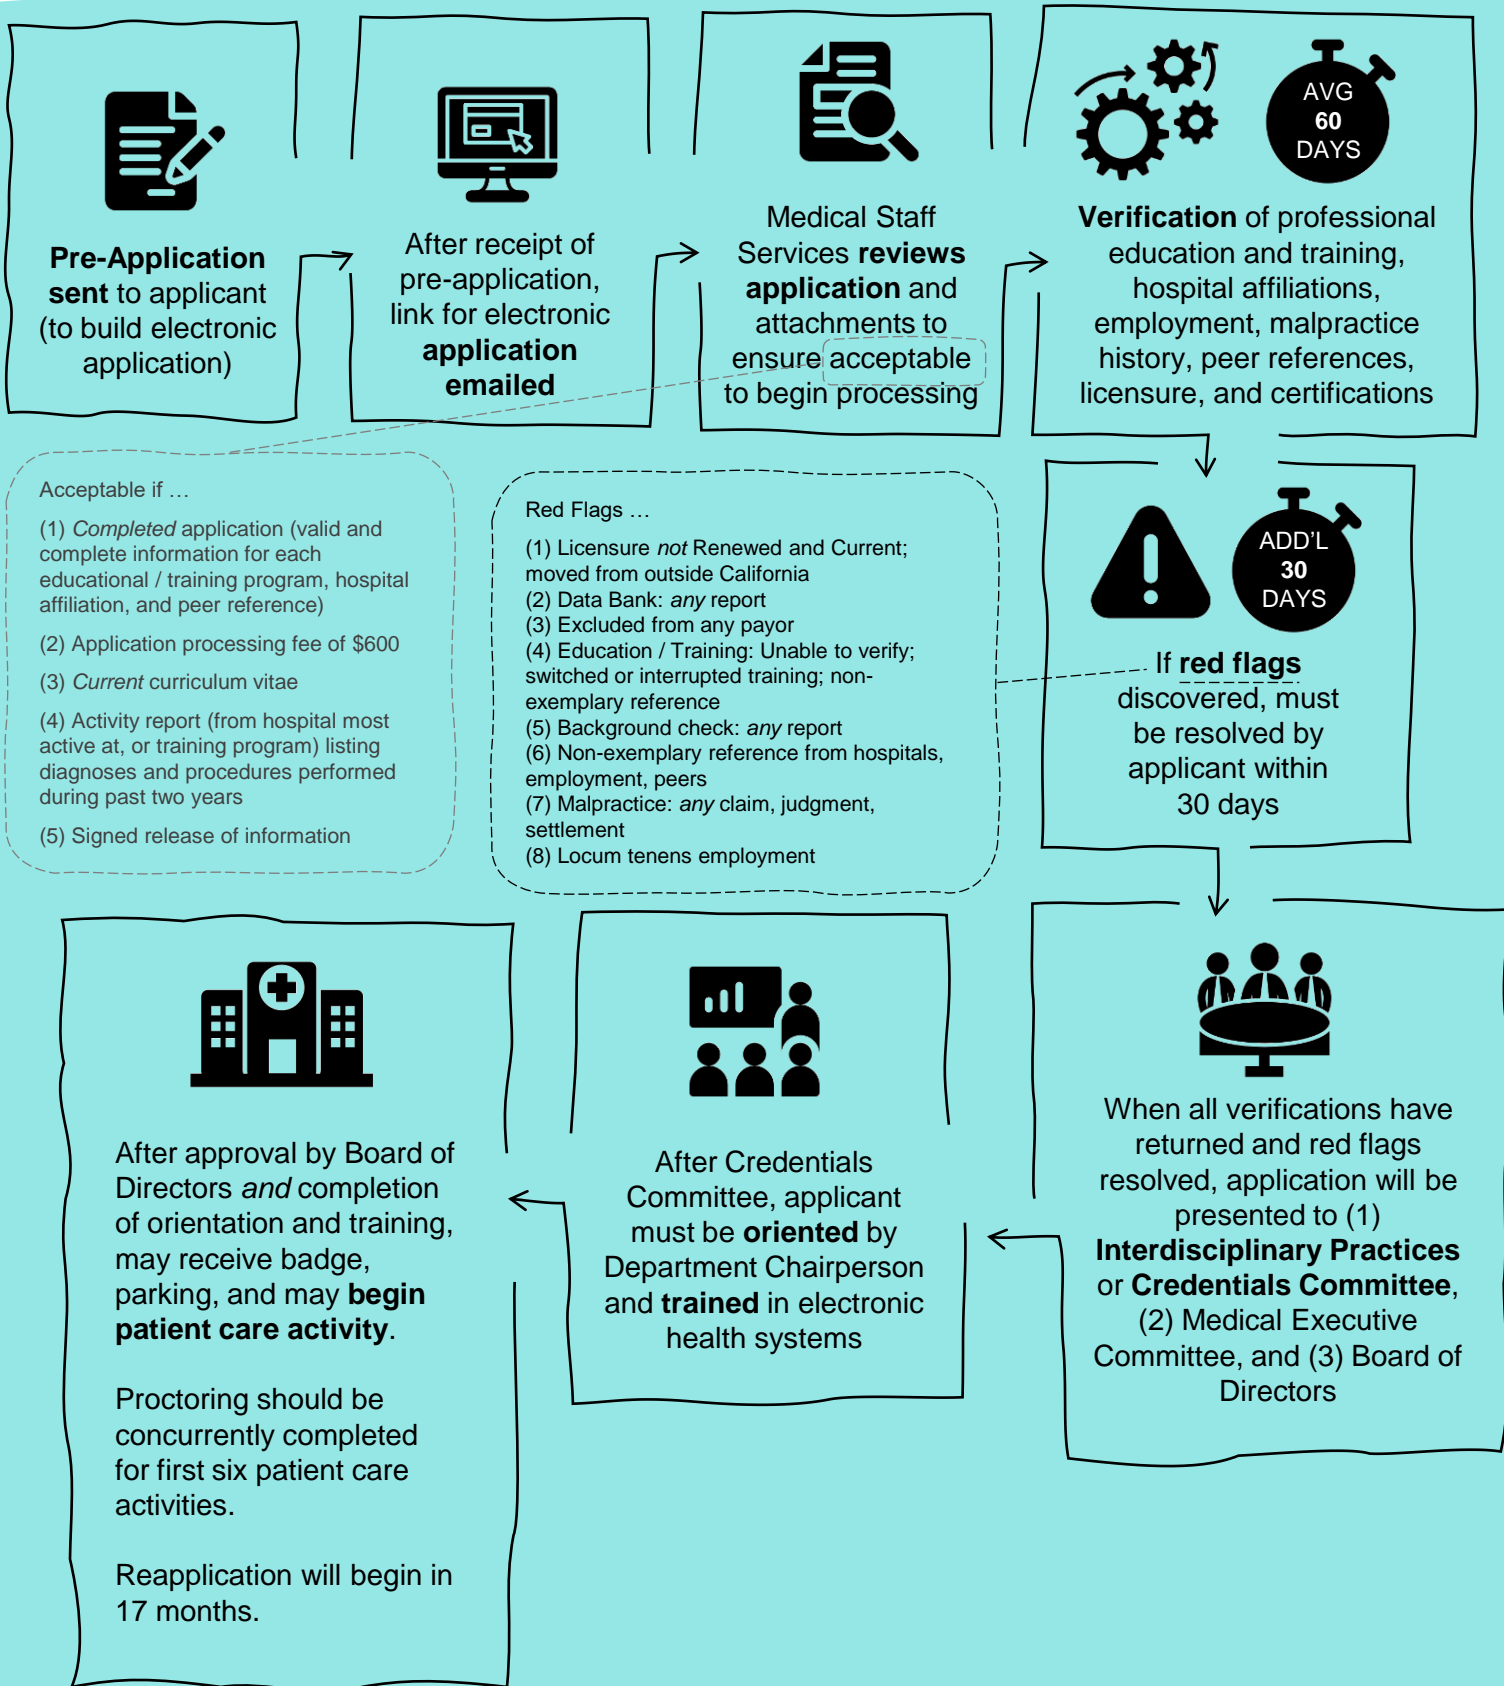 Pre-Application
sent to applicant
(to build electronic
application)
After receipt of
pre-application,
link for electronic
application
emailed
Medical Staff
Services reviews
application and
attachments to
ensure acceptable
to begin processing
AVG
60
DAYS
Verification of professional
education and training,
hospital affiliations,
employment, malpractice
history, peer references,
licensure, and certifications
Acceptable if …
(1) Completed application (valid and
complete information for each
educational / training program, hospital
affiliation, and peer reference)
(2) Application processing fee of $600
(3) Current curriculum vitae
(4) Activity report (from hospital most
active at, or training program) listing
diagnoses and procedures performed
during past two years
(5) Signed release of information
Red Flags …
(1) Licensure not Renewed and Current;
moved from outside California
(2) Data Bank: any report
(3) Excluded from any payor
(4) Education / Training: Unable to verify;
switched or interrupted training; non-
exemplary reference
(5) Background check: any report
(6) Non-exemplary reference from hospitals,
employment, peers
(7) Malpractice: any claim, judgment,
settlement
(8) Locum tenens employment
ADD'L
30
DAYS
If red flags
discovered, must
be resolved by
applicant within
30 days
When all verifications have
returned and red flags
resolved, application will be
presented to (1)
Interdisciplinary Practices
or Credentials Committee,
(2) Medical Executive
Committee, and (3) Board of
Directors
After Credentials
Committee, applicant
must be oriented by
Department Chairperson
and trained in electronic
health systems
After approval by Board of
Directors and completion
of orientation and training,
may receive badge,
parking, and may begin
patient care activity.
Proctoring should be
concurrently completed
for first six patient care
activities.
Reapplication will begin in
17 months.